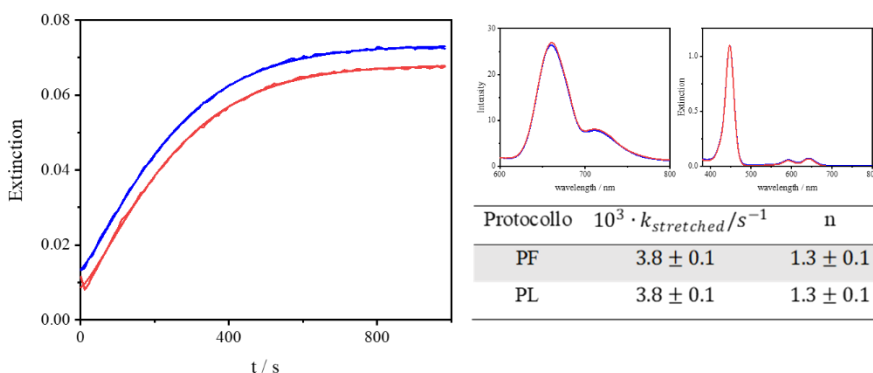 0.08
0.06
0.04
0.02
0.00
Extinction
0
400
800
t / s
30
20
10
0
Intensity
600
700
800
wavelength / nm
1.0
0.5
0.0
Extinction
400
500
600
700
80
wavelength / nm
Protocollo 10³ · k_stretched/s⁻¹ n
PF 3.8 ± 0.1 1.3 ± 0.1
PL 3.8 ± 0.1 1.3 ± 0.1